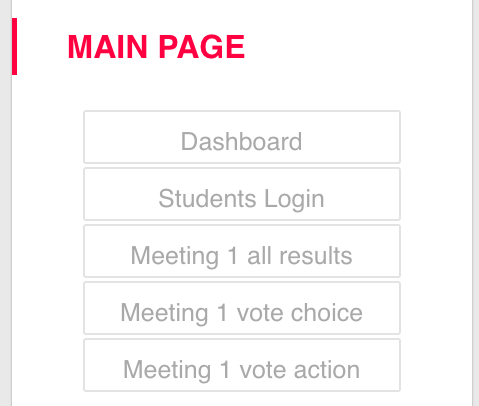 MAIN PAGE
Dashboard
Students Login
Meeting 1 all results
Meeting 1 vote choice
Meeting 1 vote action